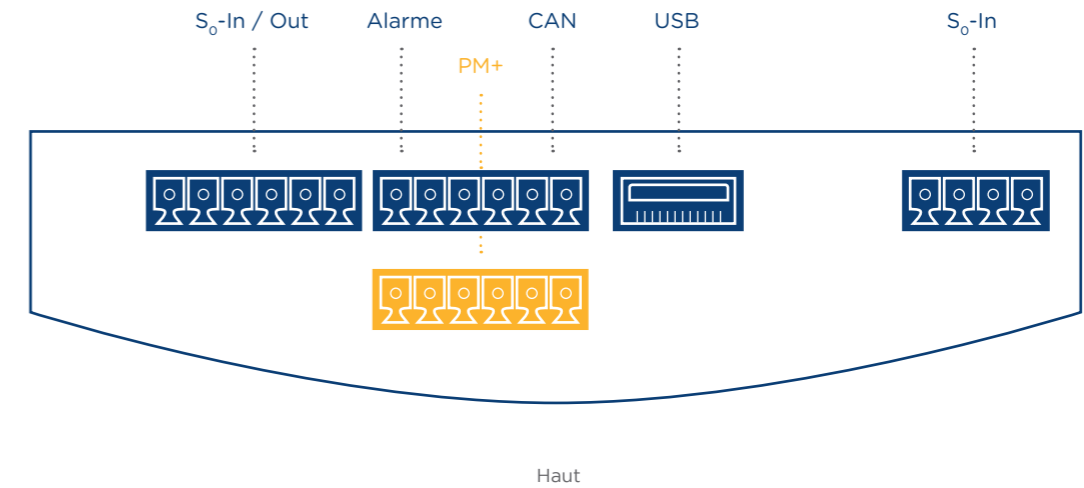 S₀-In / Out
Alarme
CAN
USB
S₀-In
PM+
Haut